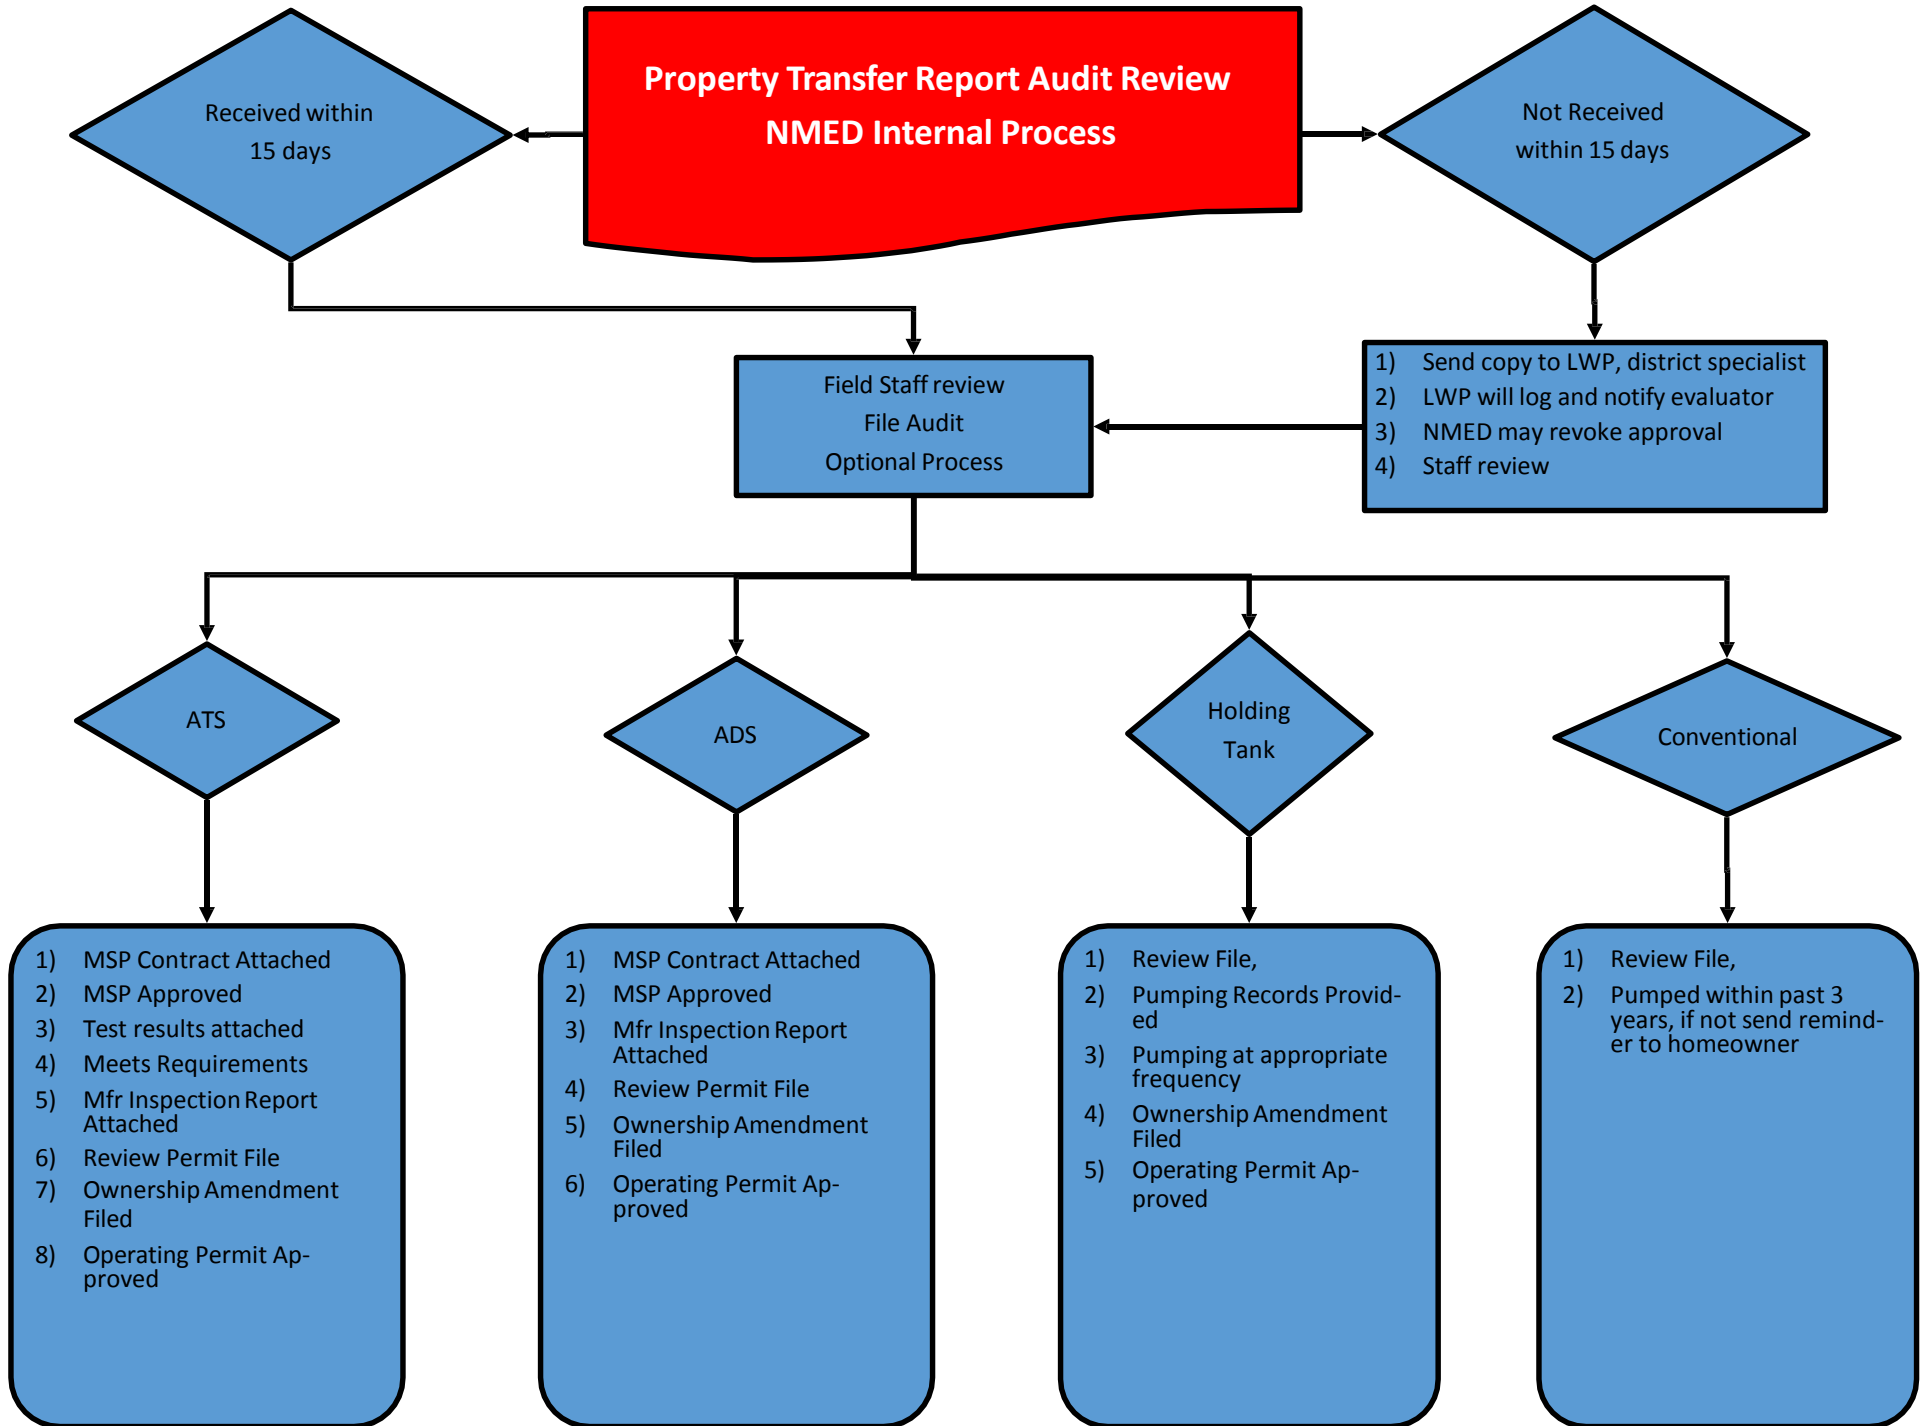 Property Transfer Report Audit Review
NMED Internal Process
Received within
15 days
Not Received
within 15 days
Field Staff review
File Audit
Optional Process
1) Send copy to LWP, district specialist
2) LWP will log and notify evaluator
3) NMED may revoke approval
4) Staff review
ATS
ADS
Holding
Tank
Conventional
1) MSP Contract Attached
2) MSP Approved
3) Test results attached
4) Meets Requirements
5) Mfr Inspection Report
Attached
6) Review Permit File
7) Ownership Amendment
Filed
8) Operating Permit Ap-
proved
1) MSP Contract Attached
2) MSP Approved
3) Mfr Inspection Report
Attached
4) Review Permit File
5) Ownership Amendment
Filed
6) Operating Permit Ap-
proved
1) Review File,
2) Pumping Records Provid-
ed
3) Pumping at appropriate
frequency
4) Ownership Amendment
Filed
5) Operating Permit Ap-
proved
1) Review File,
2) Pumped within past 3
years, if not send remind-
er to homeowner